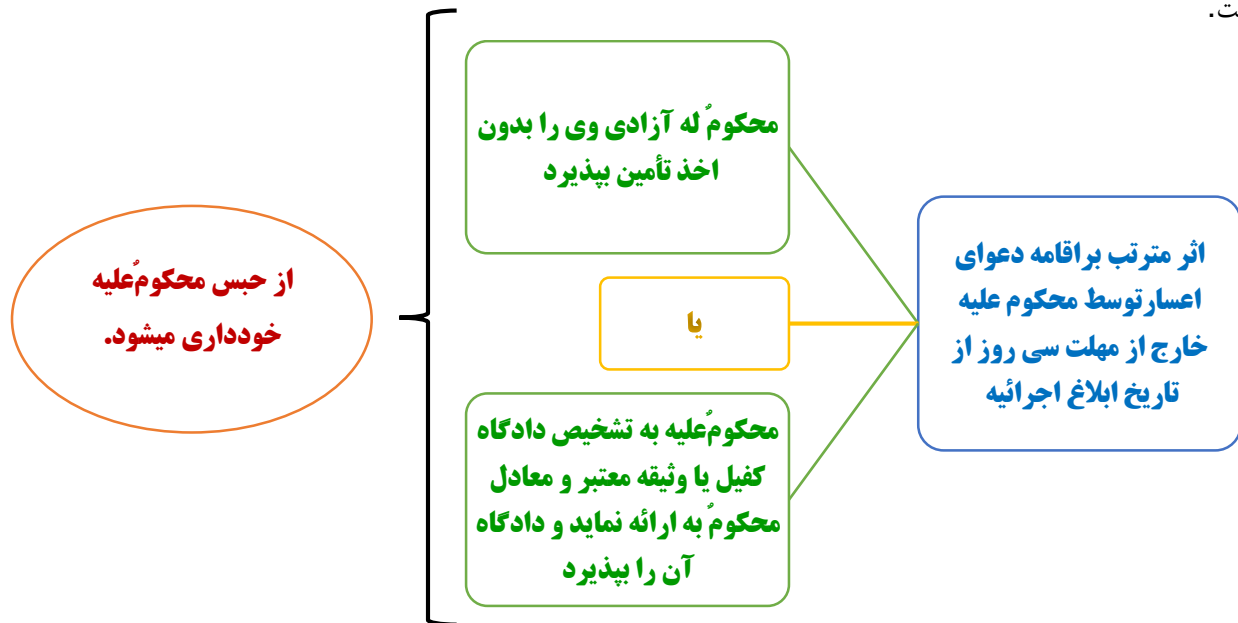 ت.
اثر مترتب براقامه دعوای
اعسارتوسط محکوم علیه
خارج از مهلت سی روز از
تاریخ ابلاغ اجرائیه
محکومٌ له آزادی وی را بدون
اخذ تأمین بپذیرد
یا
محکومٌ‌علیه به تشخیص دادگاه
کفیل یا وثیقه معتبر و معادل
محکومٌ به ارائه نماید و دادگاه
آن را بپذیرد
از حبس محکومٌ‌علیه
خودداری میشود.